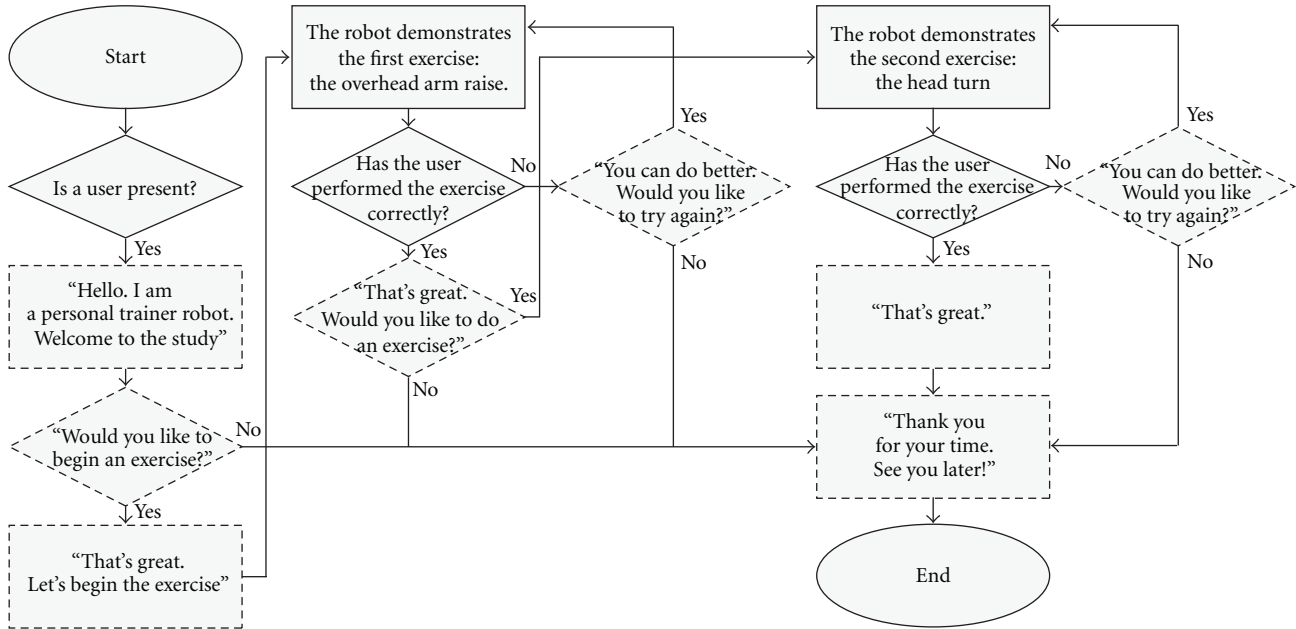 Start
Is a user present?
Yes
“Hello. I am
a personal trainer robot.
Welcome to the study”
“Would you like to
begin an exercise?”
No
Yes
“That’s great.
Let’s begin the exercise”
The robot demonstrates
the first exercise:
the overhead arm raise.
Has the user
performed the exercise
correctly?
No
Yes
“You can do better.
Would you like
to try again?”
Yes
No
“That’s great.
Would you like to do
an exercise?”
Yes
No
The robot demonstrates
the second exercise:
the head turn
Has the user
performed the exercise
correctly?
No
Yes
“You can do better.
Would you like
to try again?”
Yes
No
“That’s great.”
“Thank you
for your time.
See you later!”
End